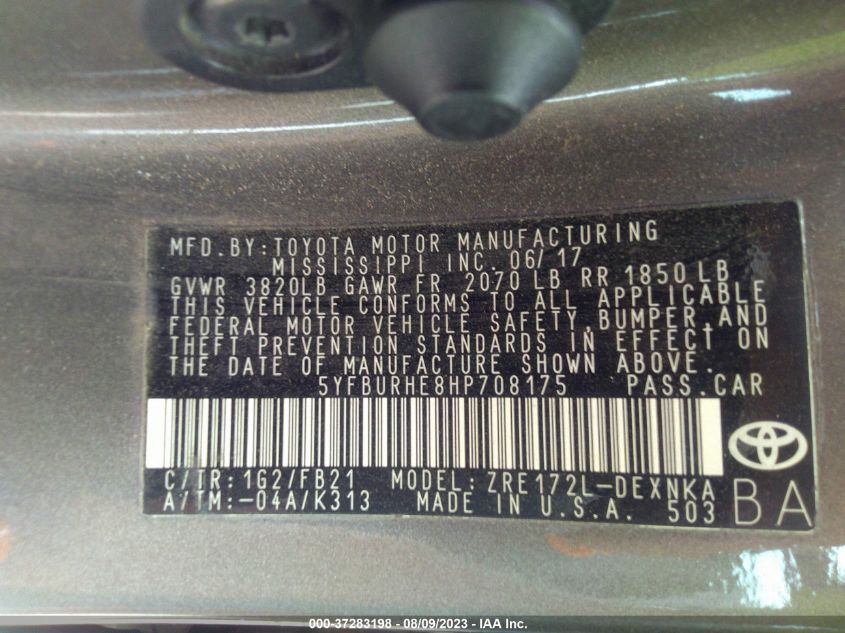 MFD.BY:TOYOTA MOTOR MANUFACTURING
MISSISSIPPI INC. 06/17
GVWR 3820LB GAWR FR 2070 LB RR 1850 LB
THIS VEHICLE CONFORMS TO ALL APPLICABLE
FEDERAL MOTOR VEHICLE SAFETY,BUMPER,AND
THEFT PREVENTION STANDARDS IN EFFECT ON
THE DATE OF MANUFACTURE SHOWN ABOVE.
5YFBURHE8HP708175 PASS.CAR
C/TR:1G2/FB21 MODEL:ZRE172L-DEXNKA
A/TM:-04A/K313 MADE IN U.S.A. 503
BA
000-37283198 - 08/09/2023 - IAA Inc.